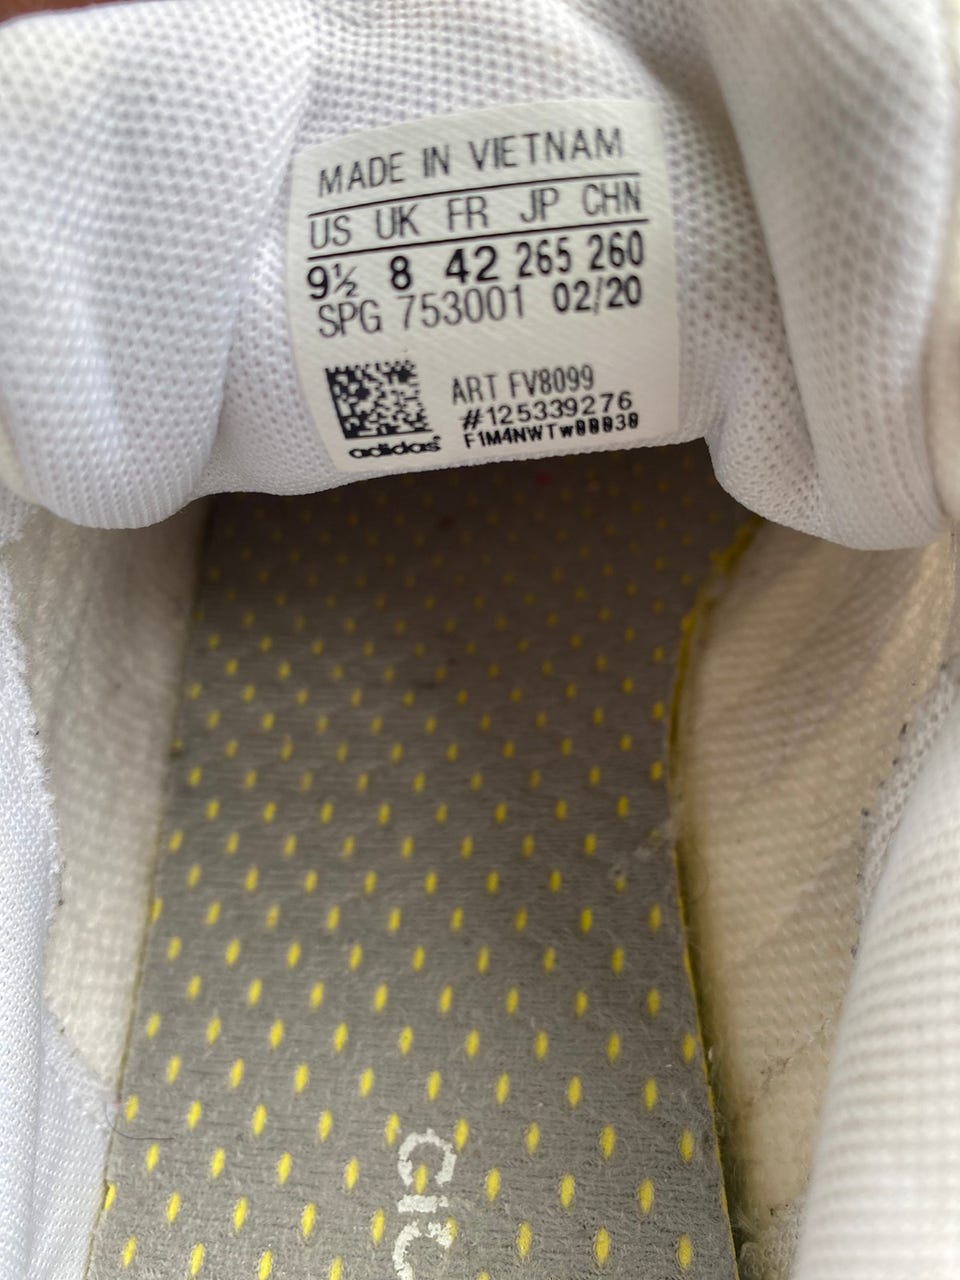 MADE IN VIETNAM
US UK FR JP CHN
9½ 8 42 265 260
SPG 753001 02/20
ART FV8099
#125339276
adidas